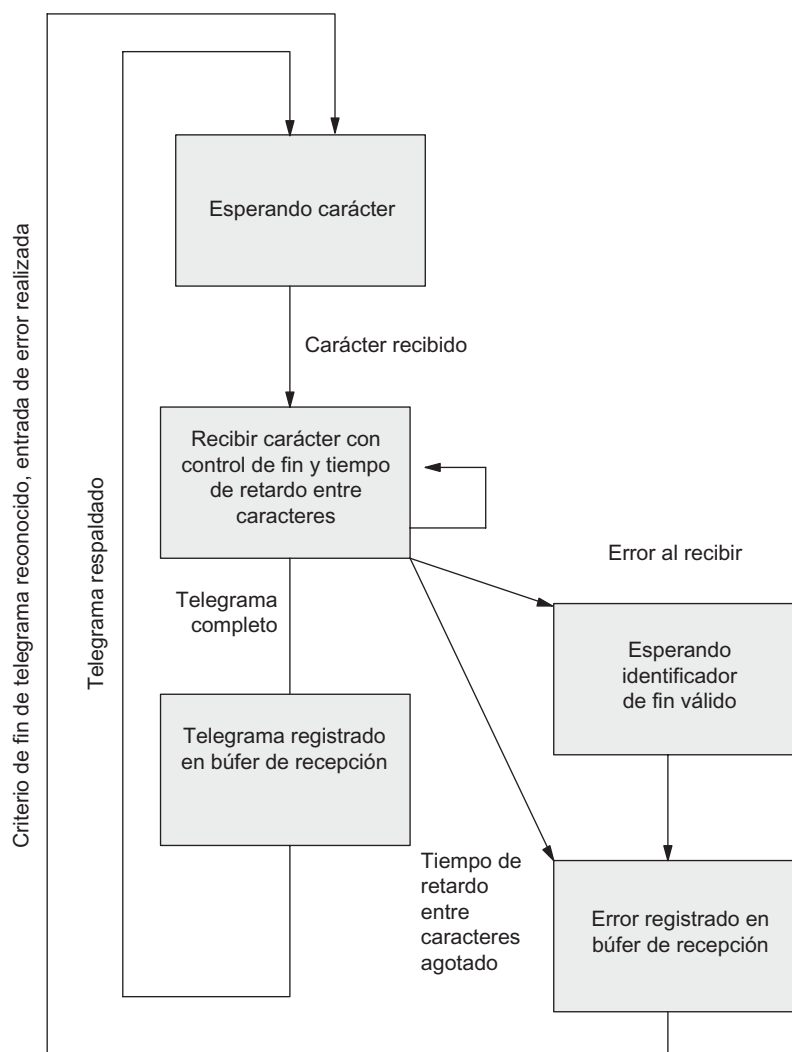 Criterio de fin de telegrama reconocido, entrada de error realizada
Telegrama respaldado
Esperando carácter
Carácter recibido
Recibir carácter con
control de fin y tiempo
de retardo entre
caracteres
Error al recibir
Telegrama
completo
Esperando
identificador
de fin válido
Telegrama registrado
en búfer de recepción
Tiempo de
retardo
entre
caracteres
agotado
Error registrado en
búfer de recepción